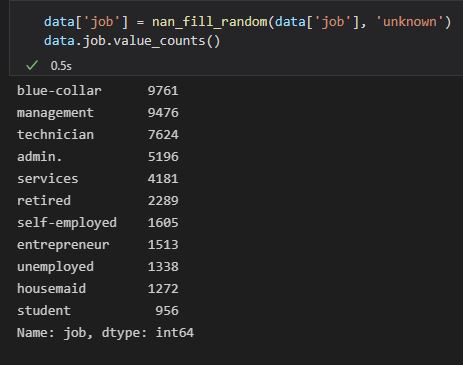 data['job'] = nan_fill_random(data['job'], 'unknown')
data.job.value_counts()
✓ 0.5s
blue-collar 9761
management 9476
technician 7624
admin. 5196
services 4181
retired 2289
self-employed 1605
entrepreneur 1513
unemployed 1338
housemaid 1272
student 956
Name: job, dtype: int64